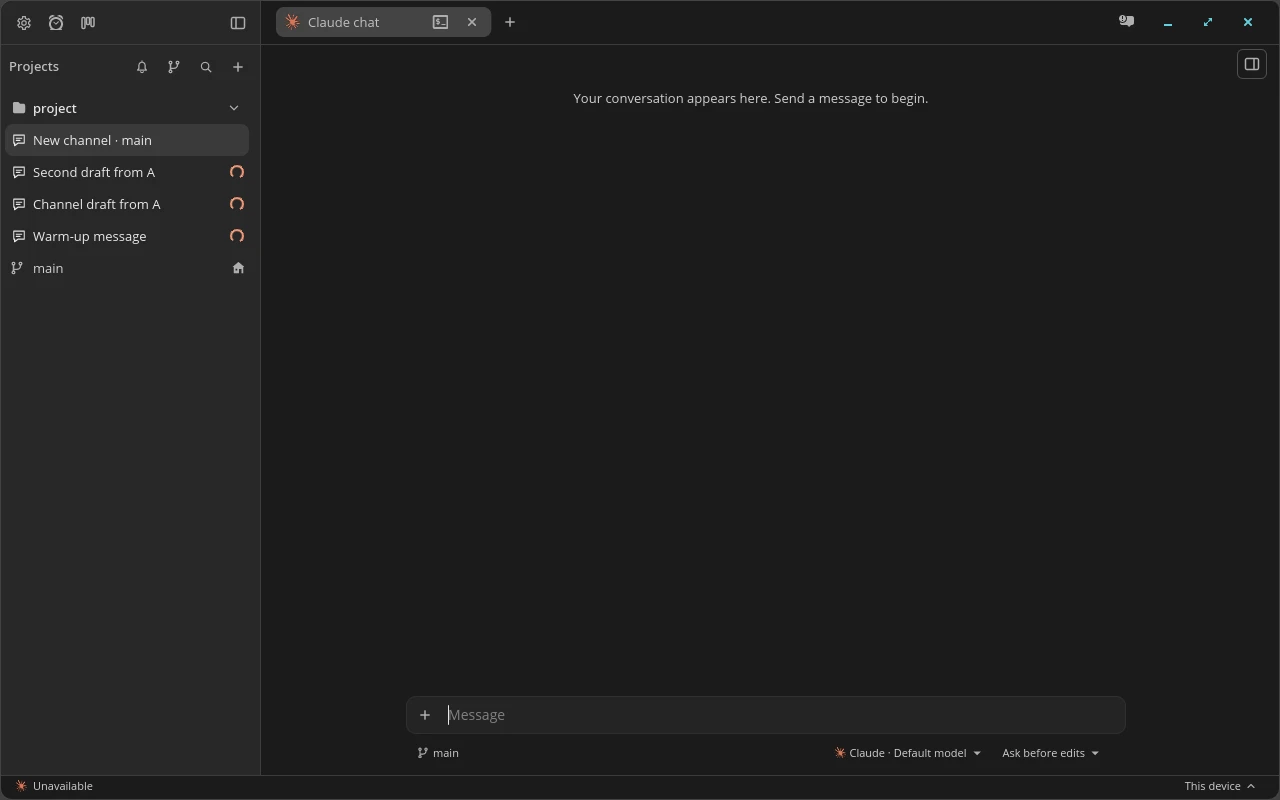 Claude chat
Projects
project
Your conversation appears here. Send a message to begin.
New channel · main
Second draft from A
Channel draft from A
Warm-up message
main
Message
main
Claude · Default model
Ask before edits
Unavailable
This device